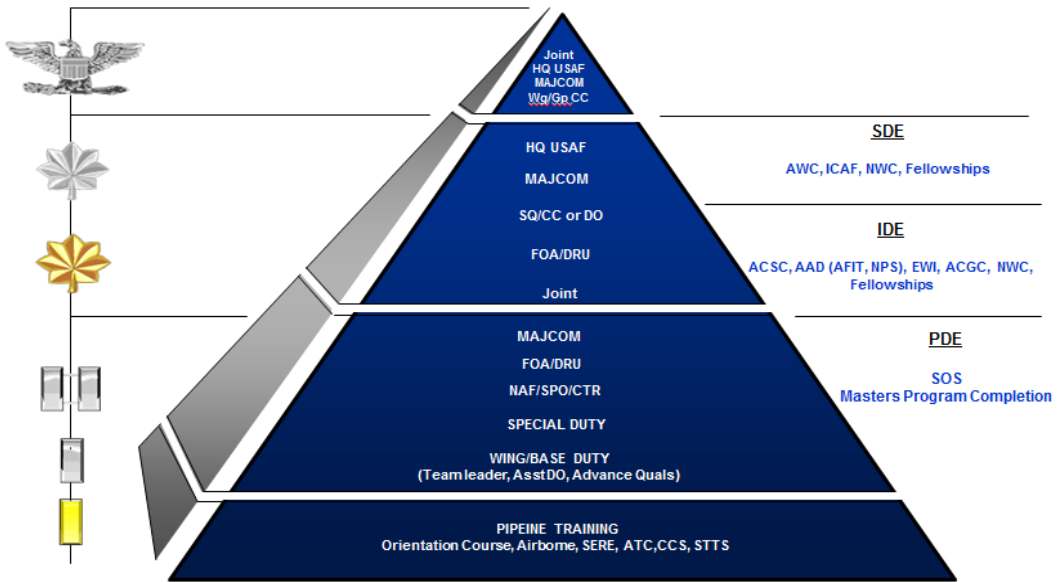 Joint
HQ USAF
MAJCOM
Wg/Gp CC
HQ USAF
MAJCOM
SQ/CC or DO
FOA/DRU
Joint
MAJCOM
FOA/DRU
NAF/SPO/CTR
SPECIAL DUTY
WING/BASE DUTY
(Team leader, Asst DO, Advance Quals)
PIPEINE TRAINING
Orientation Course, Airborne, SERE, ATC,CCS, STTS
SDE
AWC, ICAF, NWC, Fellowships
IDE
ACSC, AAD (AFIT, NPS), EWI, ACGC, NWC,
Fellowships
PDE
SOS
Masters Program Completion